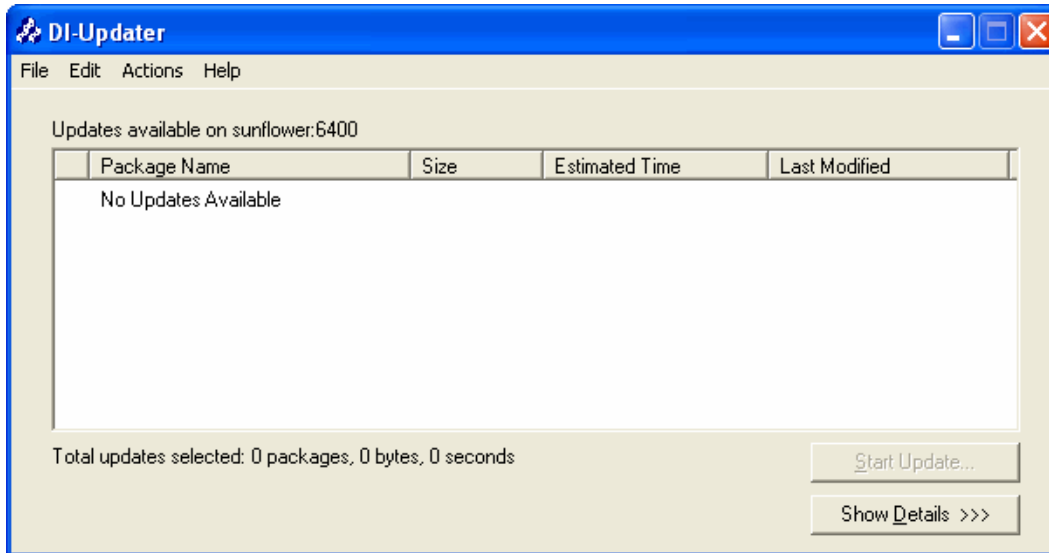 DI-Updater
File Edit Actions Help
Updates available on sunflower:6400
Package Name Size Estimated Time Last Modified
No Updates Available
Total updates selected: 0 packages, 0 bytes, 0 seconds
Start Update...
Show Details >>>